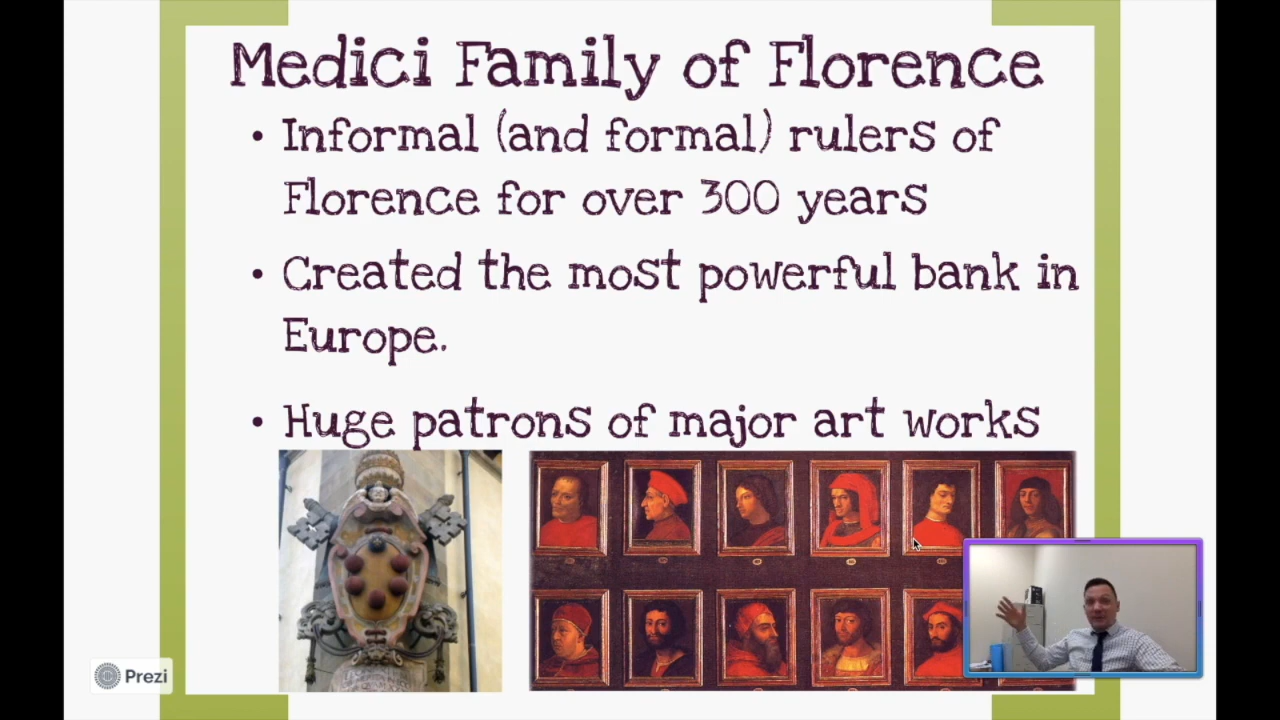 Medici Family of Florence
• Informal (and formal) rulers of
Florence for over 300 years
• Created the most powerful bank in
Europe.
• Huge patrons of major art works
Prezi